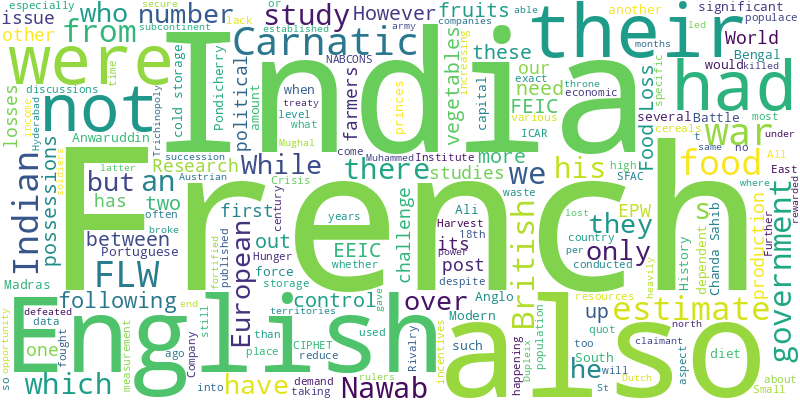 India
French
English
also
their
had
were
not
Carnatic
study
from
who
number
issue
other
However
fruits
these
significant
another
populace
World
Bengal
would
killed
or
lack
able
secure
army
subcontinent
companies
established
led
discussions
time
losses
political
cold storage
Pondicherry
amount
when
treaty
level
what
NABCONS
farmers
princes
vegetables
increasing
our
need
FEIC
capital
exact
months
throne
economic
various
ICAR
Food Loss
specific
several
cereals
Battle
most
war
t
same
no
All
under
Hyderabad
income
Anwaruddin
Trichinopoly
Mughal
Research
While
there
more
studies
Muhammed
Institute
come
high
SFAC
food
East
rewarded
where
Indian
possessions
soldiers
but
an
has
two
latter
often
broke
succession
Austrian
Crisis
century
we
his
waste
Ali
Harvest
18th
power
Hunger
years
lost
country
per
conducted
EPW
they
only
s
History
dependent
Chanda Sahib
production
Further
government
between
Portuguese
first
out
EEIC
force
whether
storage
its
post
despite
challenge
British
happening
Madras
FLW
following
European
published
fortified
still
control
territories
gave
over
Anglo
Modern
Rivalry
such
population
Dupleix
up
he
estimate
resources
heavily
north
claimant
defeated
end
data
one
fought
which
so
opportunity
measurement
ago
Company
than
place
into
have
CIPHET
reduce
used
demand
taking
rulers
Nawab
incentives
quot
too
South
will
St
Dutch
aspect
diet
about
Small
especially